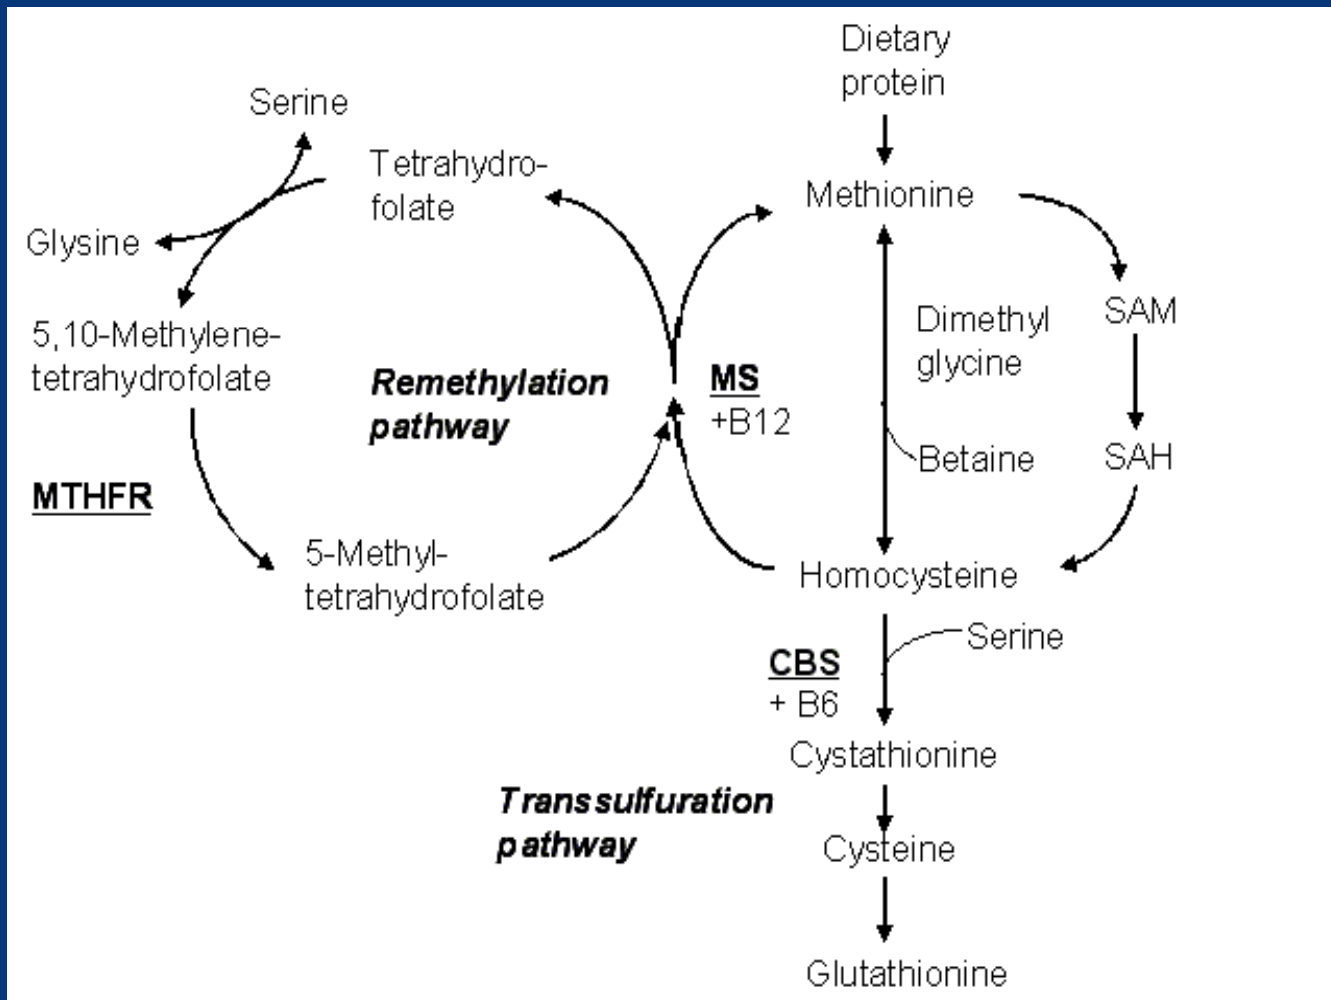 Dietary
protein
Serine
Tetrahydro-
folate
Methionine
Glysine
5,10-Methylene-
tetrahydrofolate
Dimethyl
glycine
SAM
Remethylation
pathway
MS
+B12
Betaine
SAH
MTHFR
5-Methyl-
tetrahydrofolate
Homocysteine
Serine
CBS
+ B6
Cystathionine
Transsulfuration
pathway
Cysteine
Glutathionine